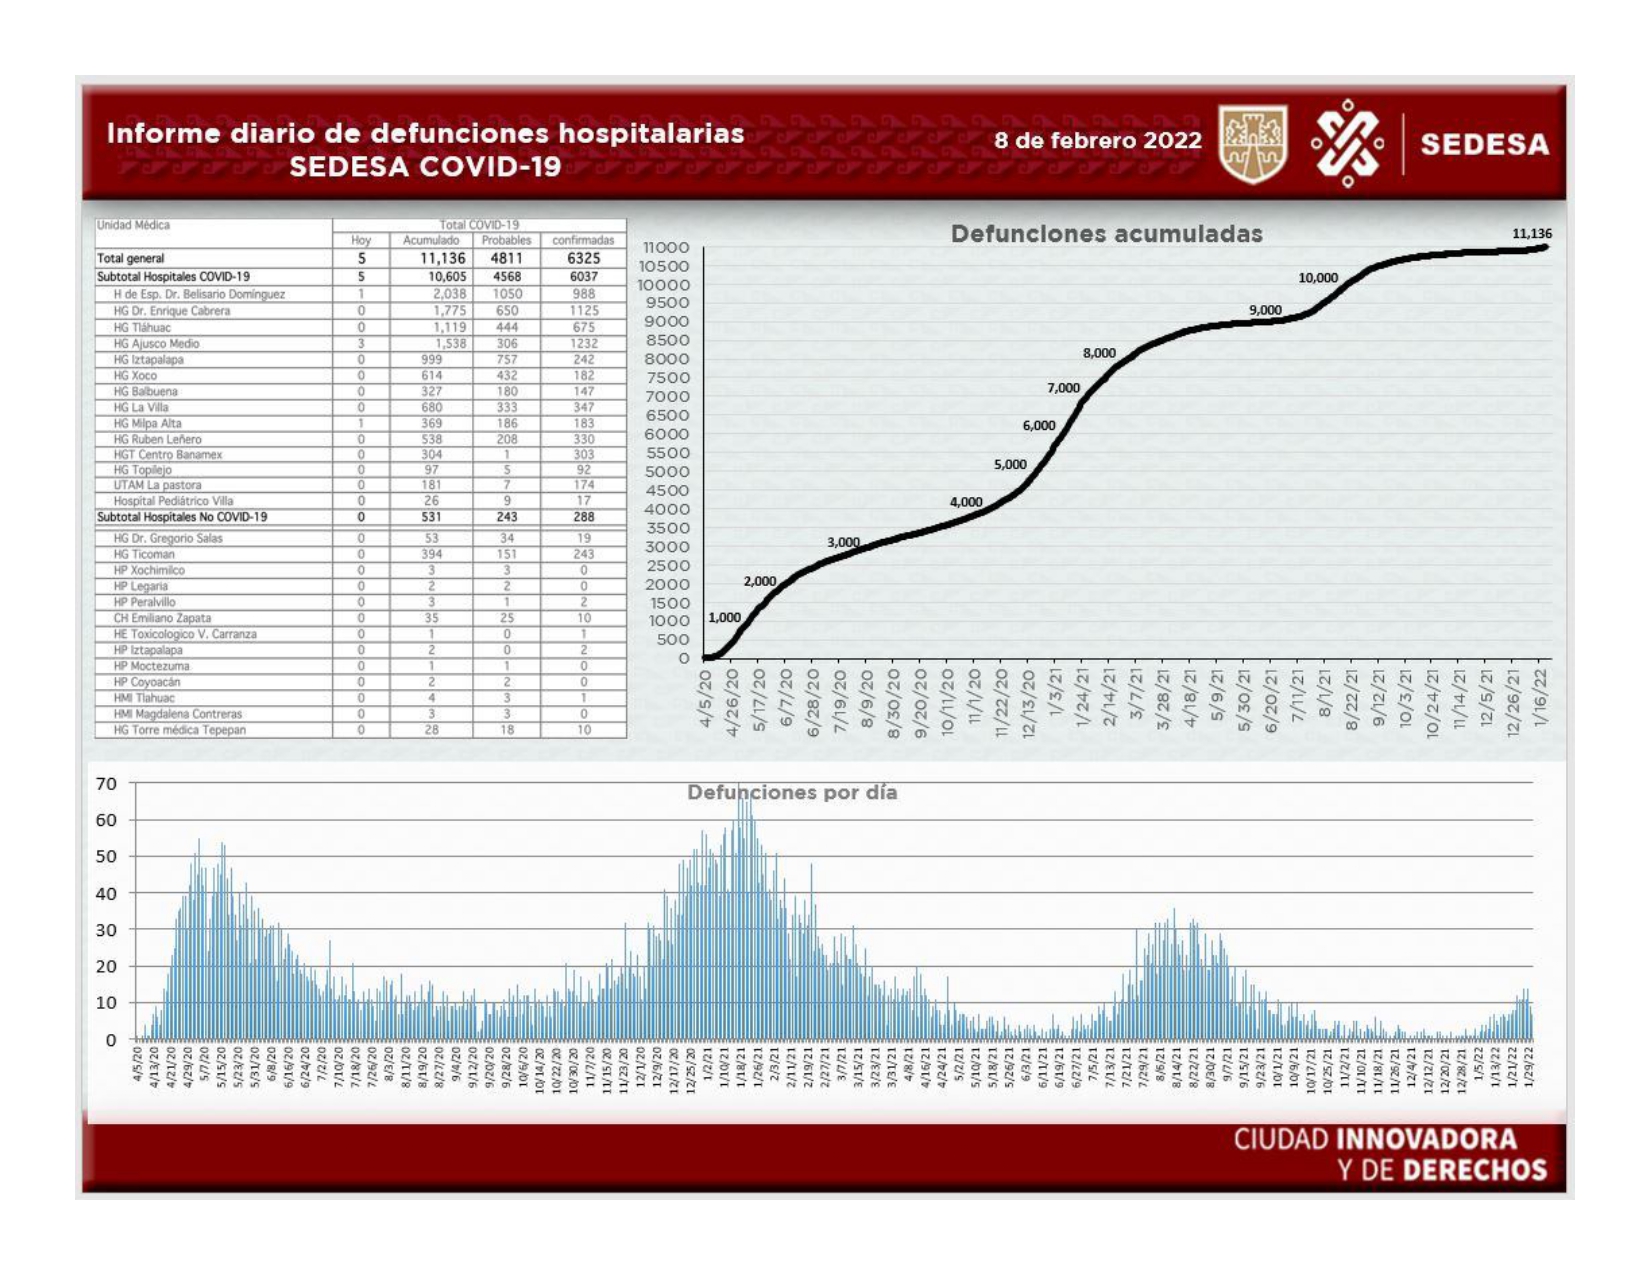 Informe diario de defunciones hospitalarias
SEDESA COVID-19
8 de febrero 2022
SEDESA
Unidad Médica Total COVID-19
Hoy Acumulado Probables confirmadas
Total general 5 11,136 4811 6325
Subtotal Hospitales COVID-19 5 10,605 4568 6037
H de Esp. Dr. Belisario Domínguez 1 2,038 1050 988
HG Dr. Enrique Cabrera 0 1,775 650 1125
HG Tláhuac 0 1,119 444 675
HG Ajusco Medio 3 1,538 306 1232
HG Iztapalapa 0 999 757 242
HG Xoco 0 614 432 182
HG Balbuena 0 327 180 147
HG La Villa 0 680 333 347
HG Milpa Alta 1 369 186 183
HG Ruben Leñero 0 538 208 330
HGT Centro Banamex 0 304 1 303
HG Topilejo 0 97 5 92
UTAM La pastora 0 181 7 174
Hospital Pediátrico Villa 0 26 9 17
Subtotal Hospitales No COVID-19 0 531 243 288
HG Dr. Gregorio Salas 0 53 34 19
HG Ticoman 0 394 151 243
HP Xochimilco 0 3 3 0
HP Legaria 0 2 2 0
HP Peralvillo 0 3 1 2
CH Emiliano Zapata 0 35 25 10
HE Toxicologico V. Carranza 0 1 0 1
HP Iztapalapa 0 2 0 2
HP Moctezuma 0 1 1 0
HP Coyoacán 0 2 2 0
HMI Tlahuac 0 4 3 1
HMI Magdalena Contreras 0 3 3 0
HG Torre médica Tepepan 0 28 18 10
Defunciones acumuladas
11000
10500
10000
9500
9000
8500
8000
7500
7000
6500
6000
5500
5000
4500
4000
3500
3000
2500
2000
1500
1000
500
0
1,000
2,000
3,000
4,000
5,000
6,000
7,000
8,000
9,000
10,000
11,136
4/5/20 4/26/20 5/17/20 6/7/20 6/28/20 7/19/20 8/9/20 8/30/20 9/20/20 10/11/20 11/1/20 11/22/20 12/13/20 1/3/21 1/24/21 2/14/21 3/7/21 3/28/21 4/18/21 5/9/21 5/30/21 6/20/21 7/11/21 8/1/21 8/22/21 9/12/21 10/3/21 10/24/21 11/14/21 12/5/21 12/26/21 1/16/22
Defunciones por día
70
60
50
40
30
20
10
0
4/5/20 4/13/20 4/21/20 4/29/20 5/7/20 5/15/20 5/23/20 5/31/20 6/8/20 6/16/20 6/24/20 7/2/20 7/10/20 7/18/20 7/26/20 8/3/20 8/11/20 8/19/20 8/27/20 9/4/20 9/12/20 9/20/20 9/28/20 10/6/20 10/14/20 10/22/20 10/30/20 11/7/20 11/15/20 11/23/20 12/1/20 12/9/20 12/17/20 12/25/20 1/2/21 1/10/21 1/18/21 1/26/21 2/3/21 2/11/21 2/19/21 2/27/21 3/7/21 3/15/21 3/23/21 3/31/21 4/8/21 4/16/21 4/24/21 5/2/21 5/10/21 5/18/21 5/26/21 6/3/21 6/11/21 6/19/21 6/27/21 7/5/21 7/13/21 7/21/21 7/29/21 8/6/21 8/14/21 8/22/21 8/30/21 9/7/21 9/15/21 9/23/21 10/1/21 10/9/21 10/17/21 10/25/21 11/2/21 11/10/21 11/18/21 11/26/21 12/4/21 12/12/21 12/20/21 12/28/21 1/5/22 1/13/22 1/21/22 1/29/22
CIUDAD INNOVADORA
Y DE DERECHOS